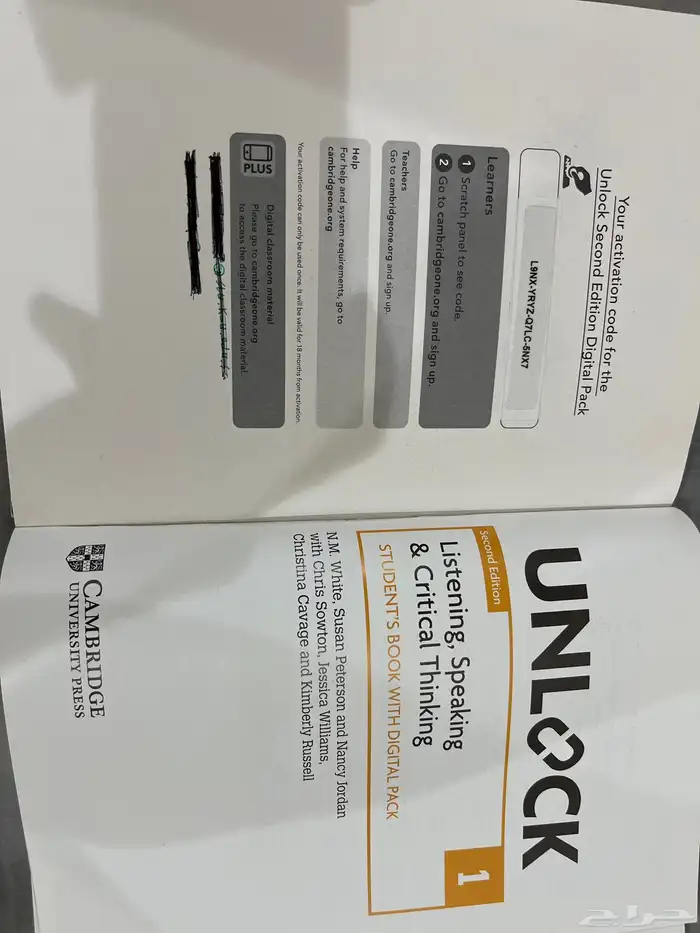 Your activation code for the
Unlock Second Edition Digital Pack
L9NX-YRYZ-Q7LC-5NX7
Learners
1 Scratch panel to see code.
2 Go to cambridgeone.org and sign up.
Teachers
Go to cambridgeone.org and sign up.
Help
For help and system requirements, go to
cambridgeone.org
Your activation code can only be used once. It will be valid for 18 months from activation.
PLUS
Digital classroom material
Please go to cambridgeone.org
to access the digital classroom material.
UNLOCK
Second Edition
Listening, Speaking
& Critical Thinking
STUDENT'S BOOK WITH DIGITAL PACK
1
N.M. White, Susan Peterson and Nancy Jordan
with Chris Sowton, Jessica Williams,
Christina Cavage and Kimberly Russell
CAMBRIDGE
UNIVERSITY PRESS
حراج